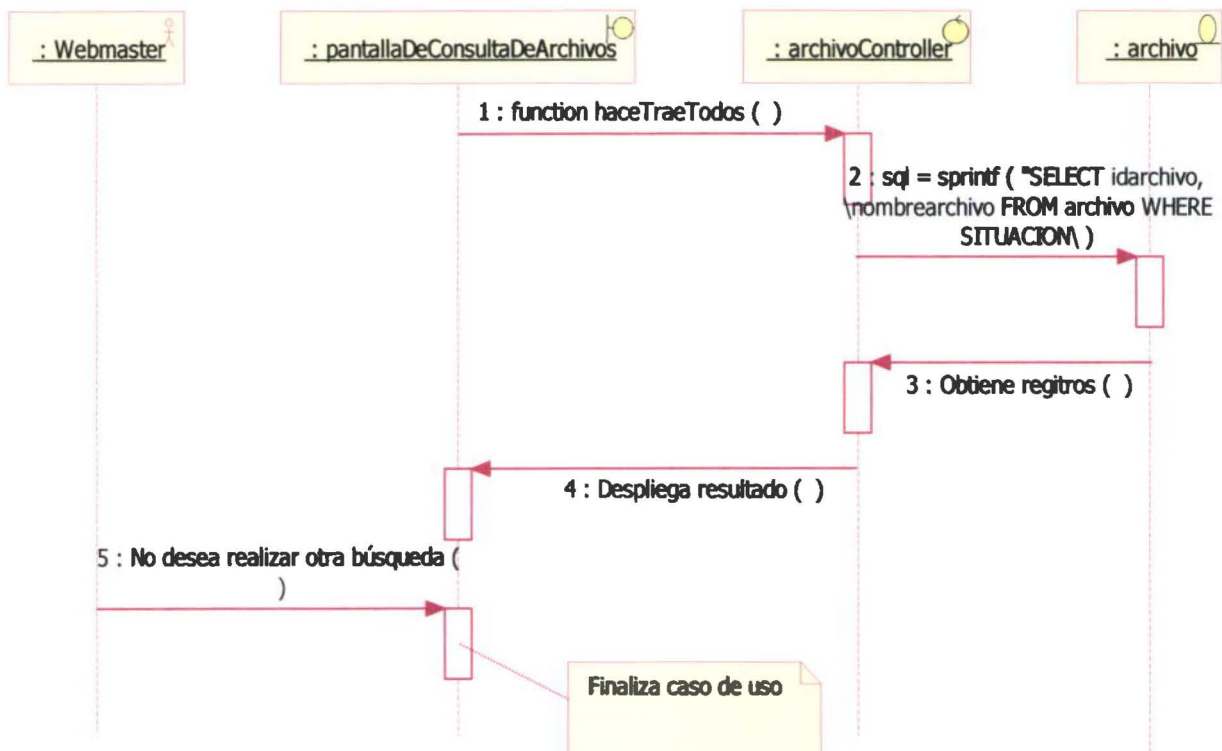 : Webmaster
: pantallaDeConsultaDeArchivos
: archivoController
: archivo
1 : function haceTraeTodos ( )
2 : sql = sprintf ( "SELECT idarchivo,
\nombrearchivo FROM archivo WHERE
SITUACION\ )
3 : Obtiene regitros ( )
4 : Despliega resultado ( )
5 : No desea realizar otra búsqueda (
)
Finaliza caso de uso